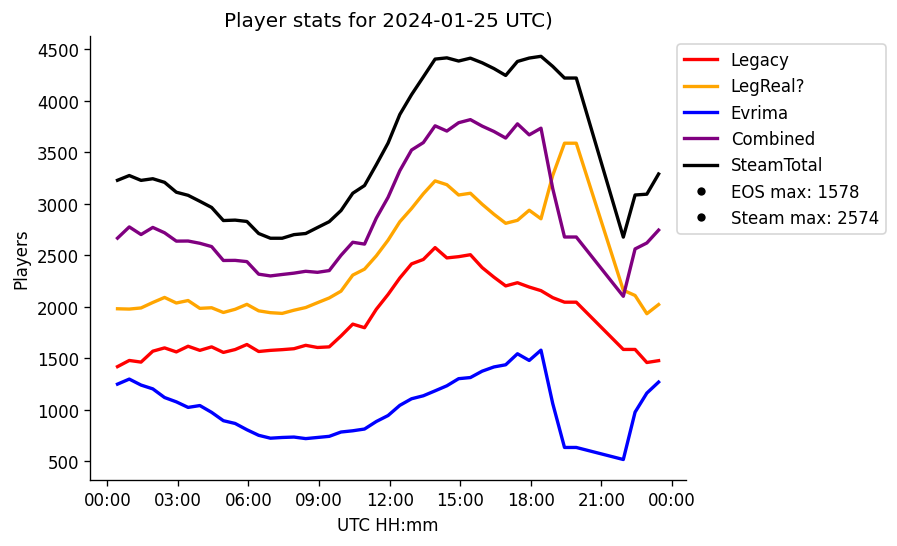 Player stats for 2024-01-25 UTC)
4500
4000
3500
3000
2500
2000
1500
1000
500
Players
00:00 03:00 06:00 09:00 12:00 15:00 18:00 21:00 00:00
UTC HH:mm
Legacy
LegReal?
Evrima
Combined
SteamTotal
EOS max: 1578
Steam max: 2574